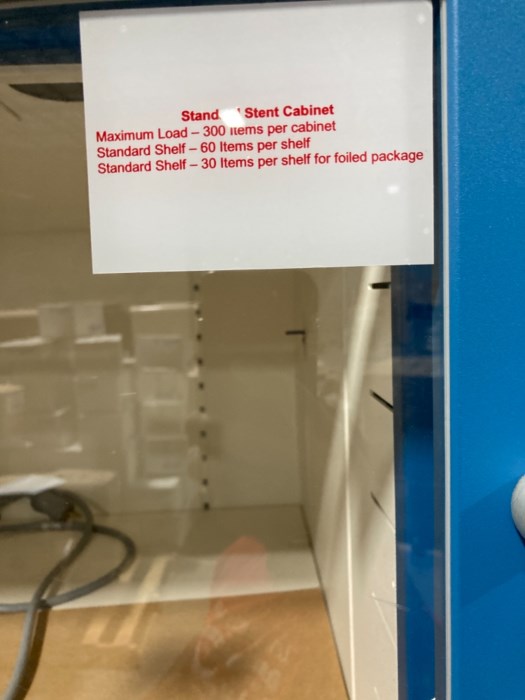 Standard Stent Cabinet
Maximum Load – 300 Items per cabinet
Standard Shelf – 60 Items per shelf
Standard Shelf – 30 Items per shelf for foiled package